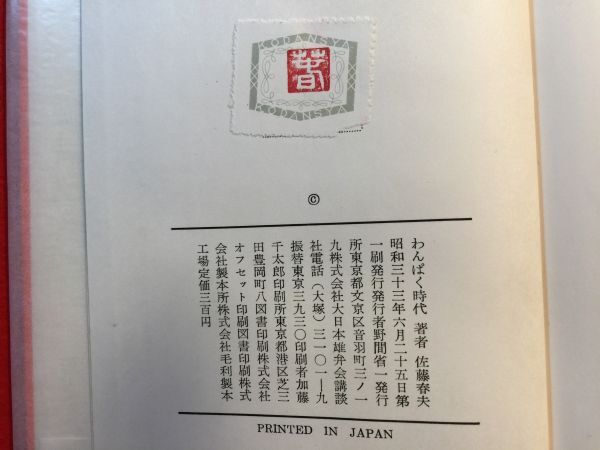 KODANSYA
春
KODANSYA
©
わんぱく時代 著者 佐藤春夫
昭和三十三年六月二十五日第
一刷発行発行者野間省一発行
所東京都文京区音羽町三ノ一
九株式会社大日本雄弁会講談
社電話(大塚)三一〇一―九
振替東京三九三〇印刷者加藤
千太郎印刷所東京都港区芝三
田豊岡町八図書印刷株式会社
オフセット印刷図書印刷株式
会社製本所株式会社毛利製本
工場定価三百円
PRINTED IN JAPAN